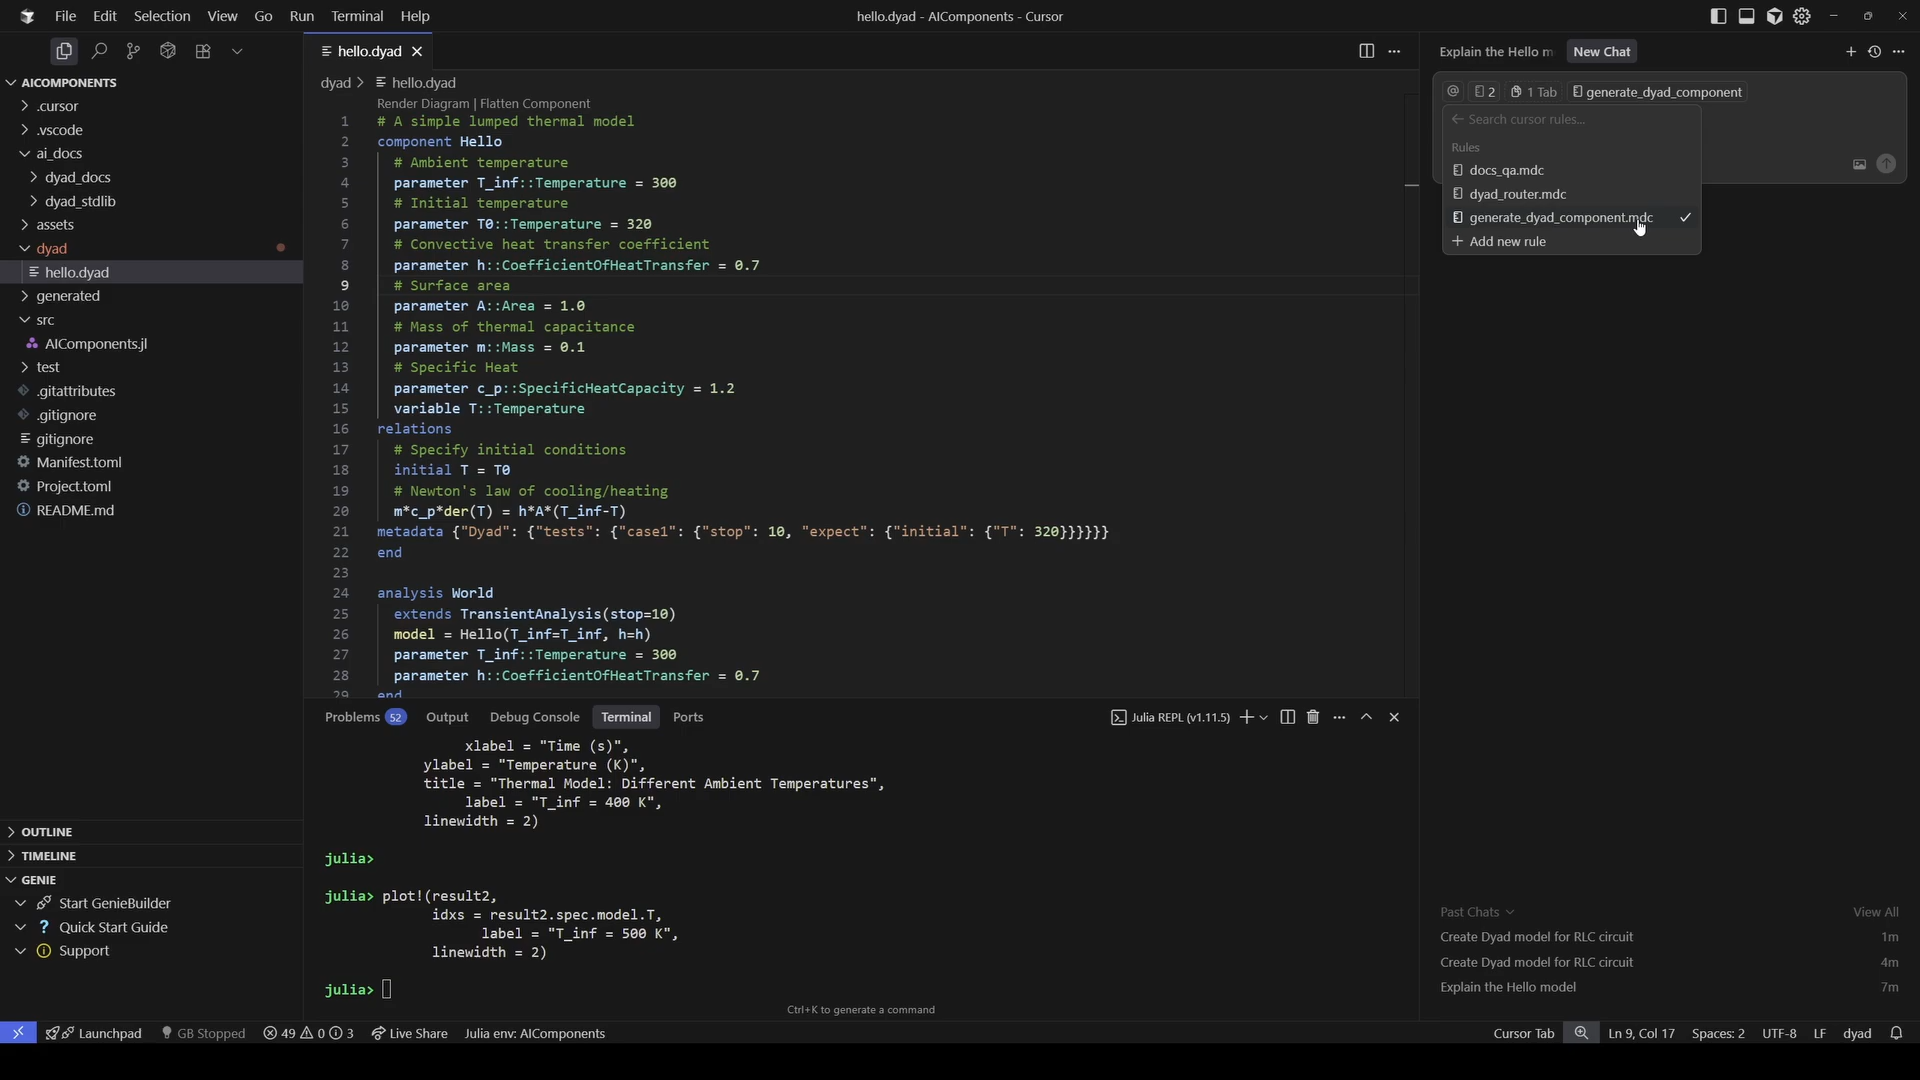 File Edit Selection View Go Run Terminal Help
hello.dyad - AIComponents - Cursor
AICOMPONENTS
.cursor
.vscode
ai_docs
dyad_docs
dyad_stdlib
assets
dyad
hello.dyad
generated
src
AIComponents.jl
test
.gitattributes
.gitignore
gitignore
Manifest.toml
Project.toml
README.md
OUTLINE
TIMELINE
GENIE
Start GenieBuilder
Quick Start Guide
Support
hello.dyad
dyad > hello.dyad
Render Diagram | Flatten Component
1 # A simple lumped thermal model
2 component Hello
3 # Ambient temperature
4 parameter T_inf::Temperature = 300
5 # Initial temperature
6 parameter T0::Temperature = 320
7 # Convective heat transfer coefficient
8 parameter h::CoefficientOfHeatTransfer = 0.7
9 # Surface area
10 parameter A::Area = 1.0
11 # Mass of thermal capacitance
12 parameter m::Mass = 0.1
13 # Specific Heat
14 parameter c_p::SpecificHeatCapacity = 1.2
15 variable T::Temperature
16 relations
17 # Specify initial conditions
18 initial T = T0
19 # Newton's law of cooling/heating
20 m*c_p*der(T) = h*A*(T_inf-T)
21 metadata {"Dyad": {"tests": {"case1": {"stop": 10, "expect": {"initial": {"T": 320}}}}}}
22 end
23
24 analysis World
25 extends TransientAnalysis(stop=10)
26 model = Hello(T_inf=T_inf, h=h)
27 parameter T_inf::Temperature = 300
28 parameter h::CoefficientOfHeatTransfer = 0.7
29 end
Problems 52 Output Debug Console Terminal Ports
Julia REPL (v1.11.5)
xlabel = "Time (s)",
ylabel = "Temperature (K)",
title = "Thermal Model: Different Ambient Temperatures",
label = "T_inf = 400 K",
linewidth = 2)
julia>
julia> plot!(result2,
idxs = result2.spec.model.T,
label = "T_inf = 500 K",
linewidth = 2)
julia>
Ctrl+K to generate a command
Explain the Hello m New Chat
@ 2 1 Tab generate_dyad_component
Search cursor rules...
Rules
docs_qa.mdc
dyad_router.mdc
generate_dyad_component.mdc
+ Add new rule
Past Chats View All
Create Dyad model for RLC circuit 1m
Create Dyad model for RLC circuit 4m
Explain the Hello model 7m
Launchpad GB Stopped 49 0 3 Live Share Julia env: AIComponents
Cursor Tab Ln 9, Col 17 Spaces: 2 UTF-8 LF dyad